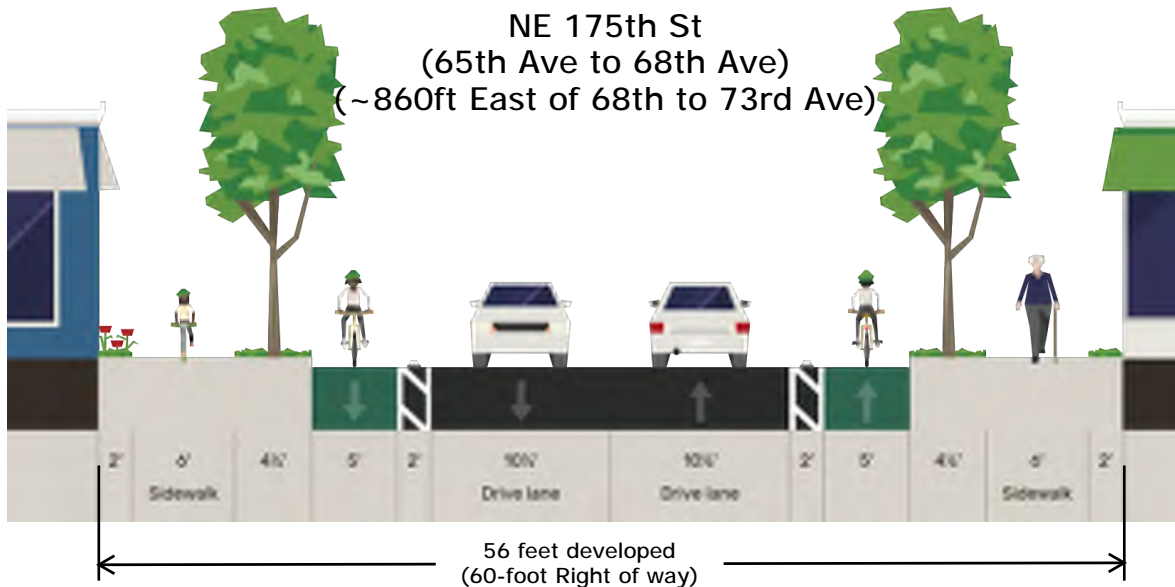 NE 175th St
(65th Ave to 68th Ave)
(~860ft East of 68th to 73rd Ave)
2' 6' 4½' 5' 2' 10½' 10½' 2' 5' 4½' 6' 2'
Sidewalk Drive lane Drive lane Sidewalk
56 feet developed
(60-foot Right of way)